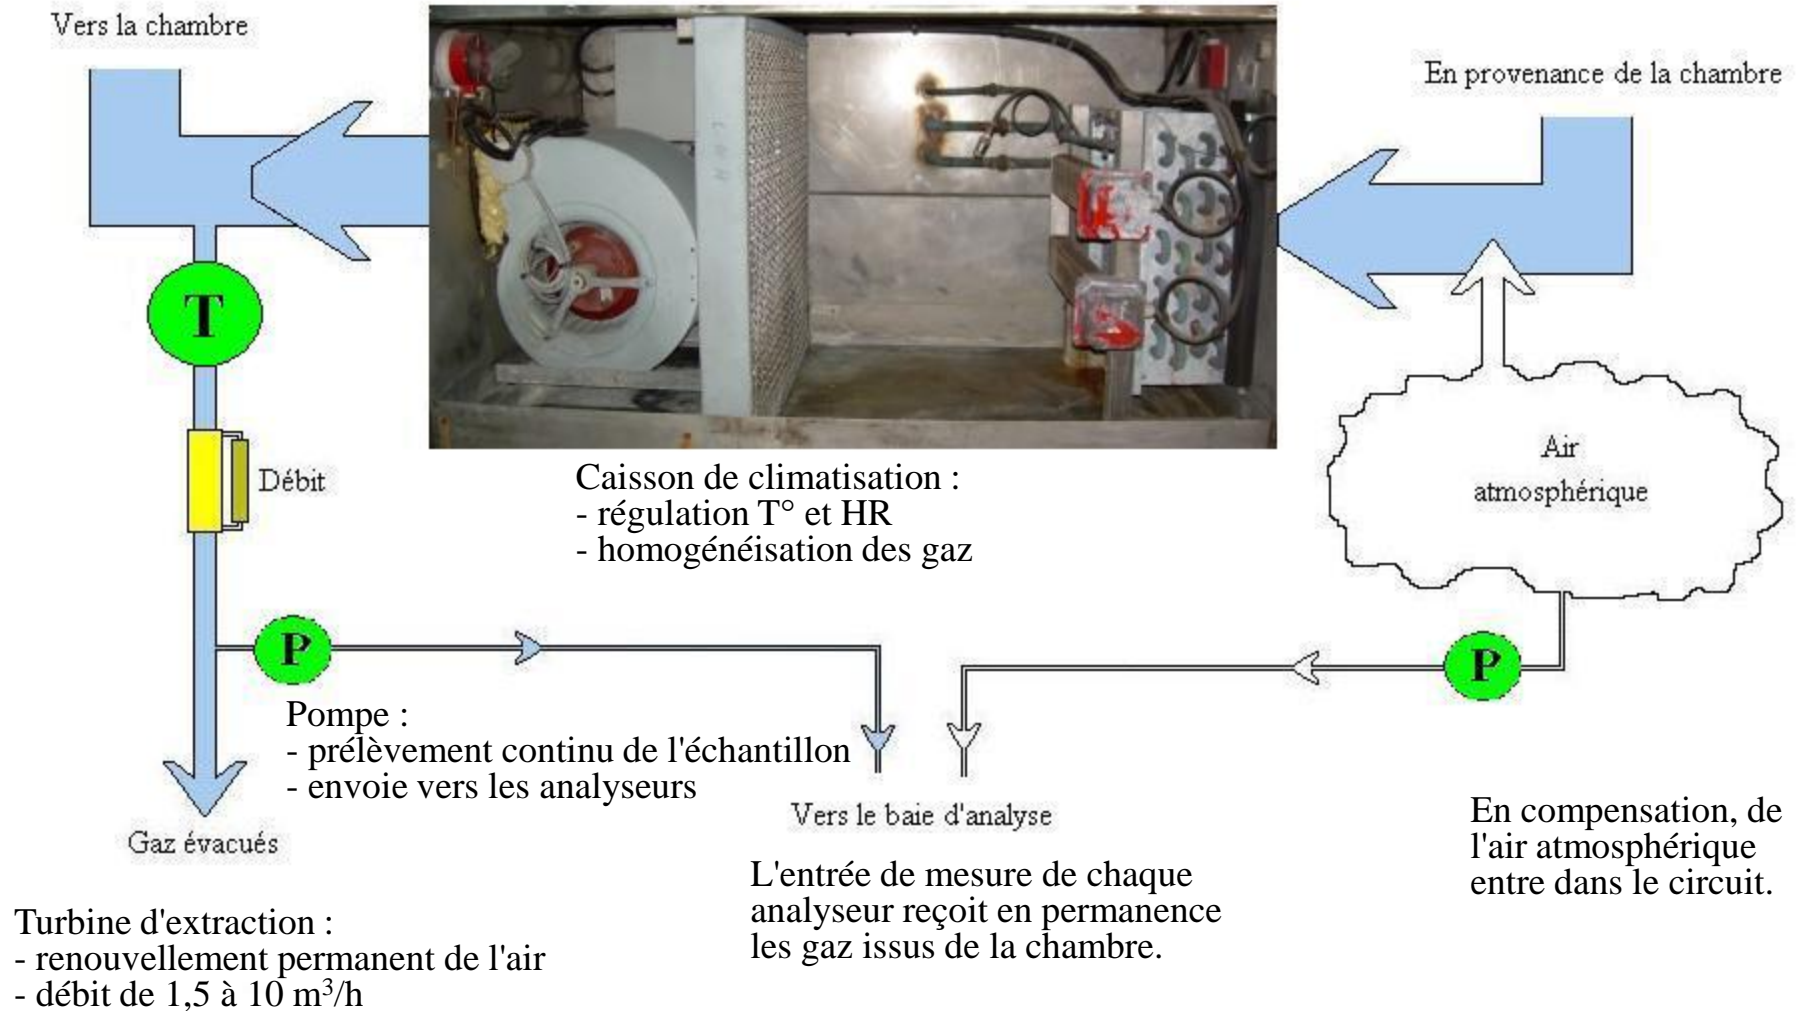 Vers la chambre
En provenance de la chambre
T
Débit
Caisson de climatisation :
- régulation T° et HR
- homogénéisation des gaz
Air
atmosphérique
P
P
Pompe :
- prélèvement continu de l'échantillon
- envoie vers les analyseurs
Gaz évacués
Vers le baie d'analyse
En compensation, de
l'air atmosphérique
entre dans le circuit.
L'entrée de mesure de chaque
analyseur reçoit en permanence
les gaz issus de la chambre.
Turbine d'extraction :
- renouvellement permanent de l'air
- débit de 1,5 à 10 m³/h